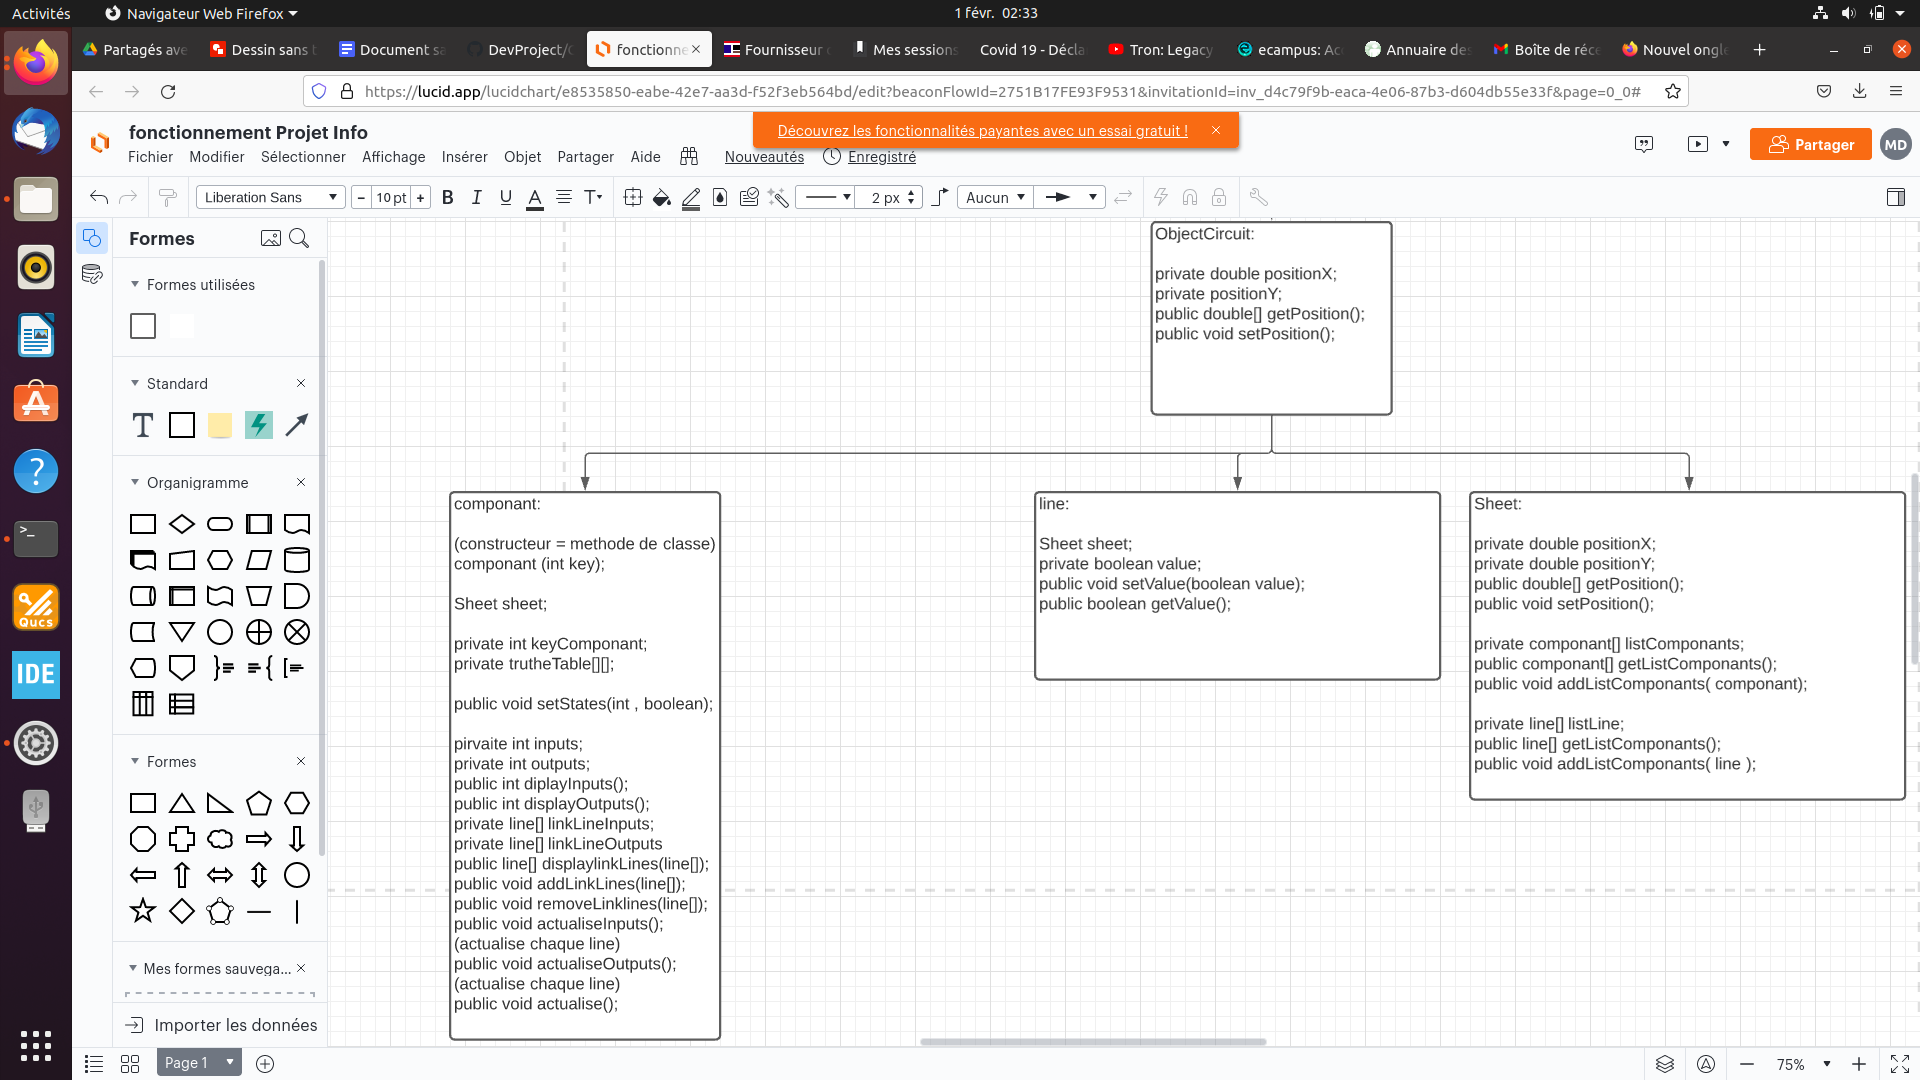 Activités
Navigateur Web Firefox
1 févr. 02:33
Partagés ave
Dessin sans t
Document sa
DevProject/C
fonctionne
Fournisseur d
Mes sessions
Covid 19 - Décla
Tron: Legacy
ecampus: Acc
Annuaire des
Boîte de réce
Nouvel ongle
https://lucid.app/lucidchart/e8535850-eabe-42e7-aa3d-f52f3eb564bd/edit?beaconFlowId=2751B17FE93F9531&invitationId=inv_d4c79f9b-eaca-4e06-87b3-d604db55e33f&page=0_0#
fonctionnement Projet Info
Découvrez les fonctionnalités payantes avec un essai gratuit !
Fichier Modifier Sélectionner Affichage Insérer Objet Partager Aide Nouveautés Enregistré
Partager
MD
Liberation Sans
10 pt
B I U A T
2 px
Aucun
Formes
Formes utilisées
Standard
T
Organigramme
Formes
Mes formes sauvega...
Importer les données
IDE
Qucs
ObjectCircuit:
private double positionX;
private positionY;
public double[] getPosition();
public void setPosition();
componant:
(constructeur = methode de classe)
componant (int key);
Sheet sheet;
private int keyComponant;
private trutheTable[][];
public void setStates(int , boolean);
pirvaite int inputs;
private int outputs;
public int diplayInputs();
public int displayOutputs();
private line[] linkLineInputs;
private line[] linkLineOutputs
public line[] displaylinkLines(line[]);
public void addLinkLines(line[]);
public void removeLinklines(line[]);
public void actualiseInputs();
(actualise chaque line)
public void actualiseOutputs();
(actualise chaque line)
public void actualise();
line:
Sheet sheet;
private boolean value;
public void setValue(boolean value);
public boolean getValue();
Sheet:
private double positionX;
private double positionY;
public double[] getPosition();
public void setPosition();
private componant[] listComponants;
public componant[] getListComponants();
public void addListComponants( componant);
private line[] listLine;
public line[] getListComponants();
public void addListComponants( line );
Page 1
75%